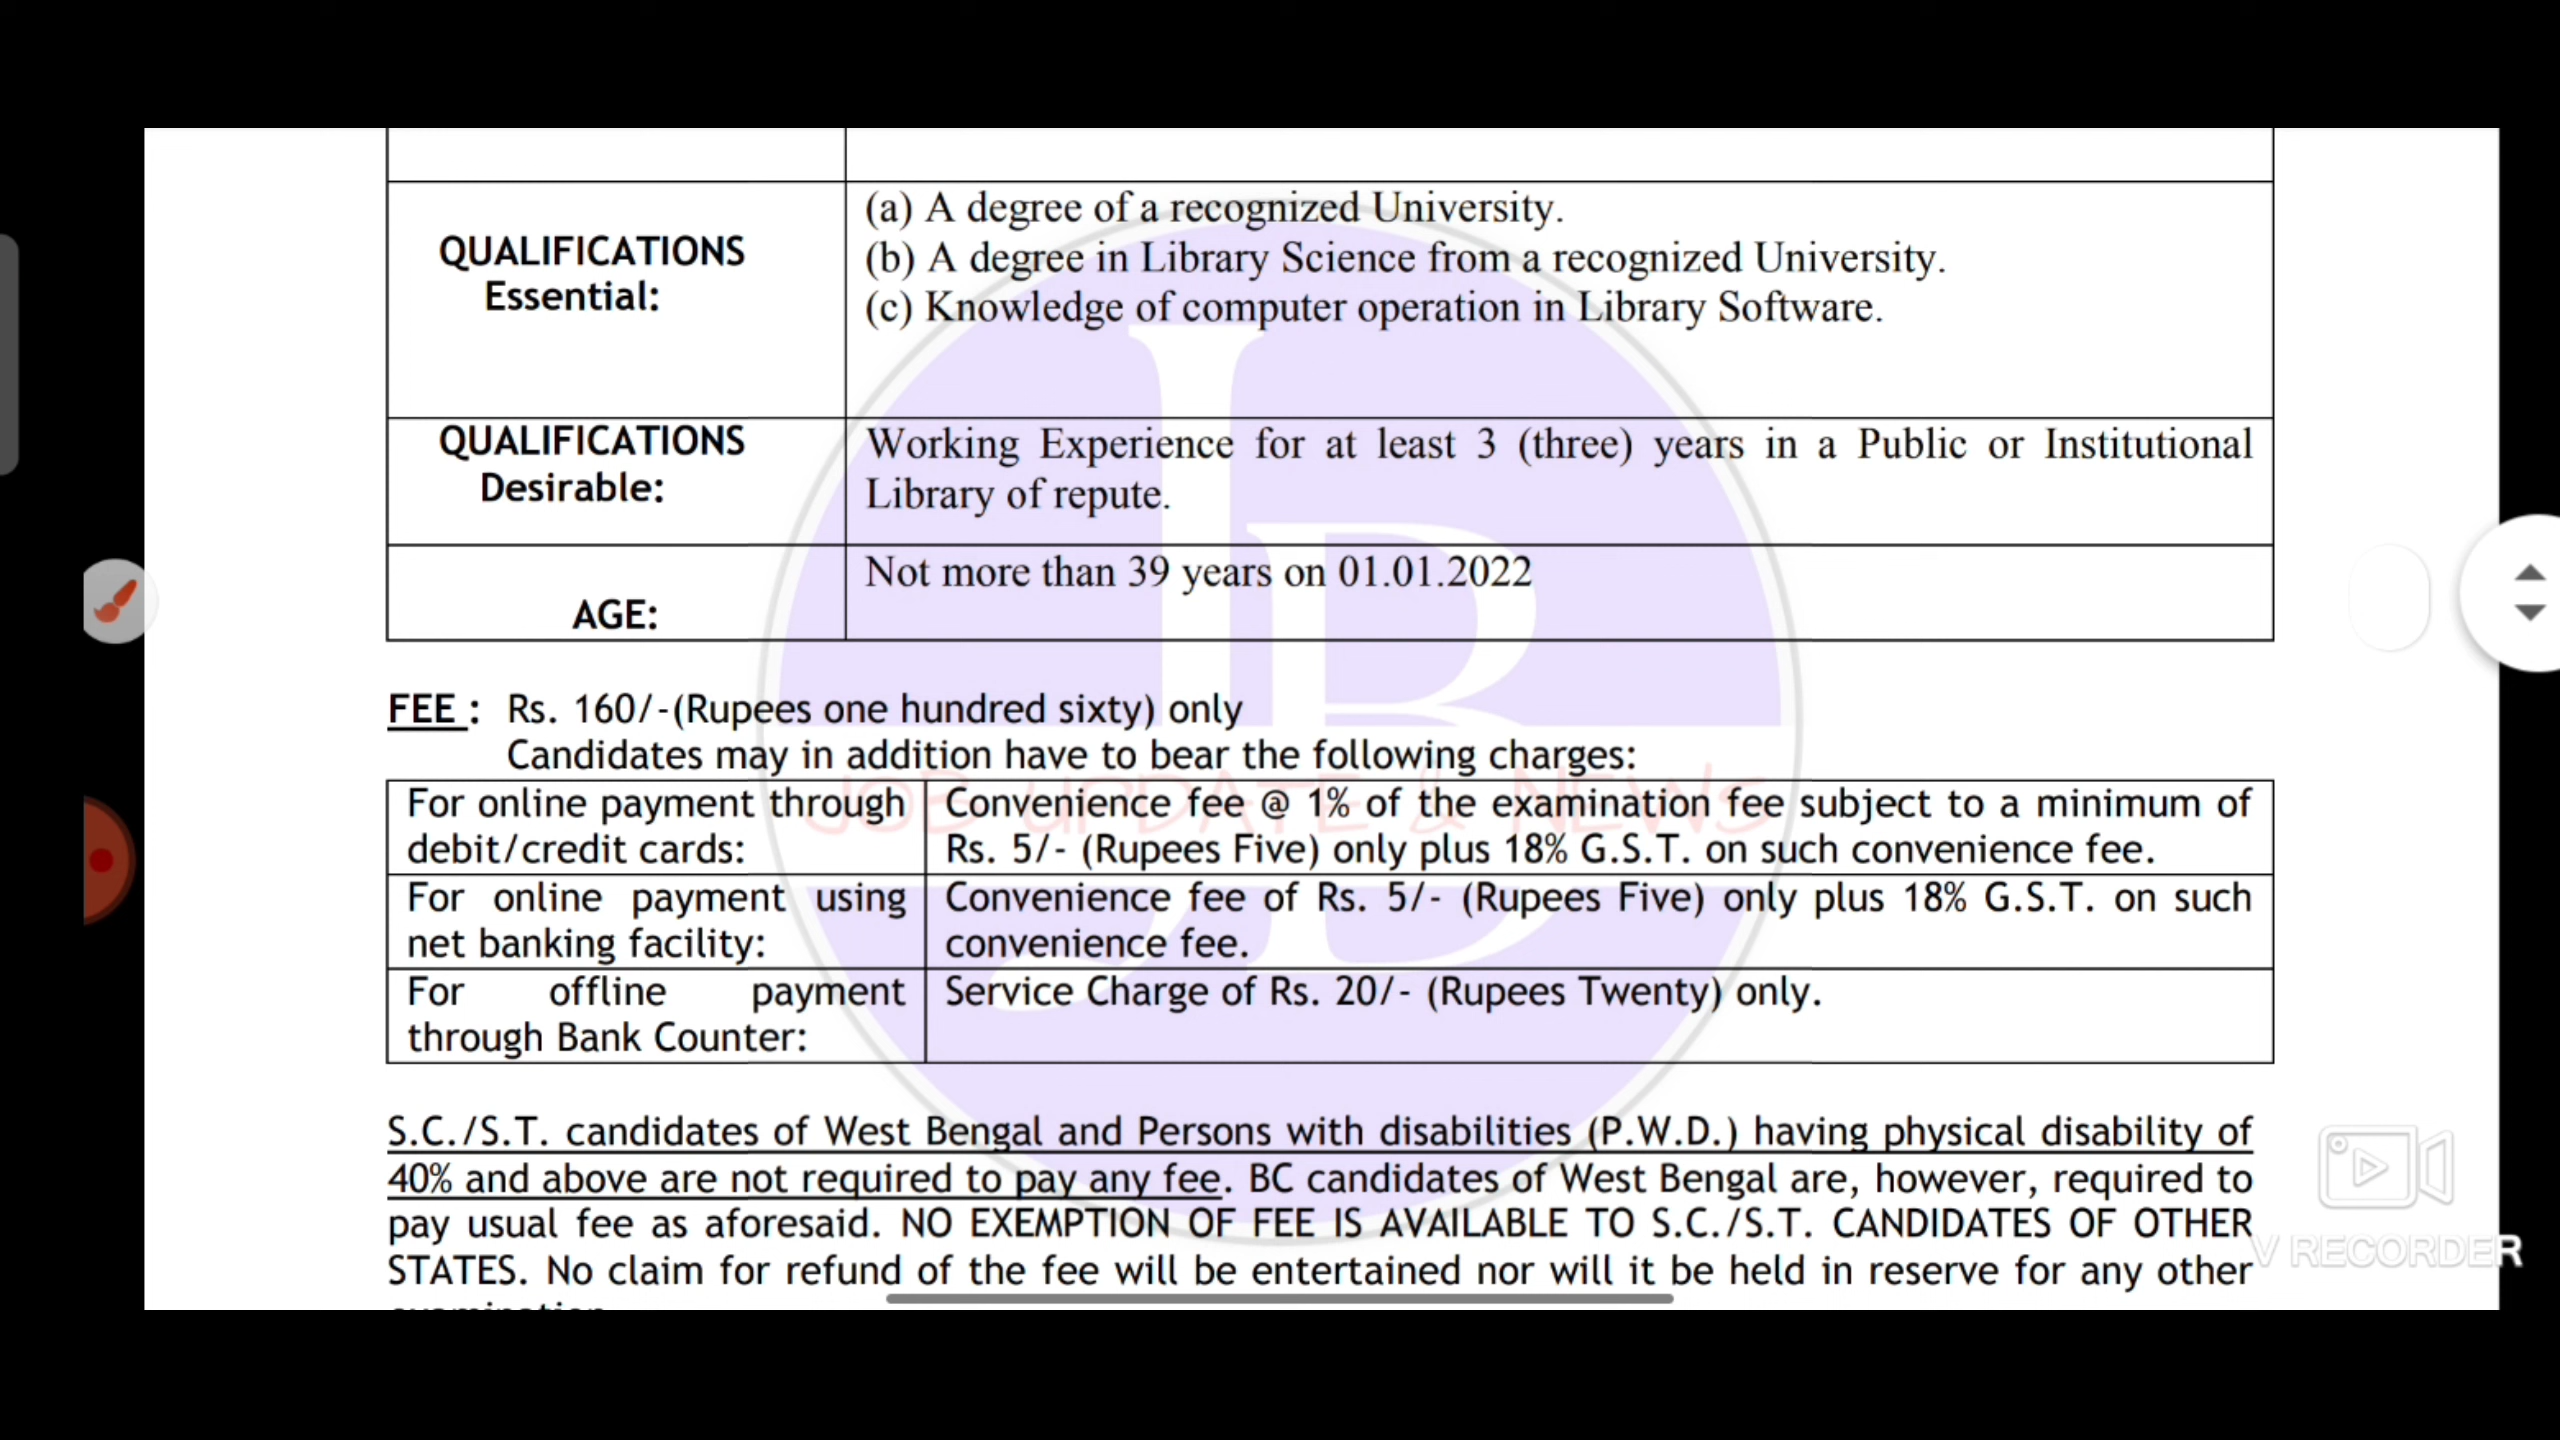 (a) A degree of a recognized University.
QUALIFICATIONS
Essential:
(b) A degree in Library Science from a recognized University.
(c) Knowledge of computer operation in Library Software.
QUALIFICATIONS
Desirable:
Working Experience for at least 3 (three) years in a Public or Institutional
Library of repute.
AGE:
Not more than 39 years on 01.01.2022
FEE : Rs. 160/-(Rupees one hundred sixty) only
Candidates may in addition have to bear the following charges:
For online payment through
debit/credit cards:
Convenience fee @ 1% of the examination fee subject to a minimum of
Rs. 5/- (Rupees Five) only plus 18% G.S.T. on such convenience fee.
For online payment using
net banking facility:
Convenience fee of Rs. 5/- (Rupees Five) only plus 18% G.S.T. on such
convenience fee.
For offline payment
through Bank Counter:
Service Charge of Rs. 20/- (Rupees Twenty) only.
JOB UPDATE & NEWS
S.C./S.T. candidates of West Bengal and Persons with disabilities (P.W.D.) having physical disability of
40% and above are not required to pay any fee. BC candidates of West Bengal are, however, required to
pay usual fee as aforesaid. NO EXEMPTION OF FEE IS AVAILABLE TO S.C./S.T. CANDIDATES OF OTHER
STATES. No claim for refund of the fee will be entertained nor will it be held in reserve for any other
V RECORDER